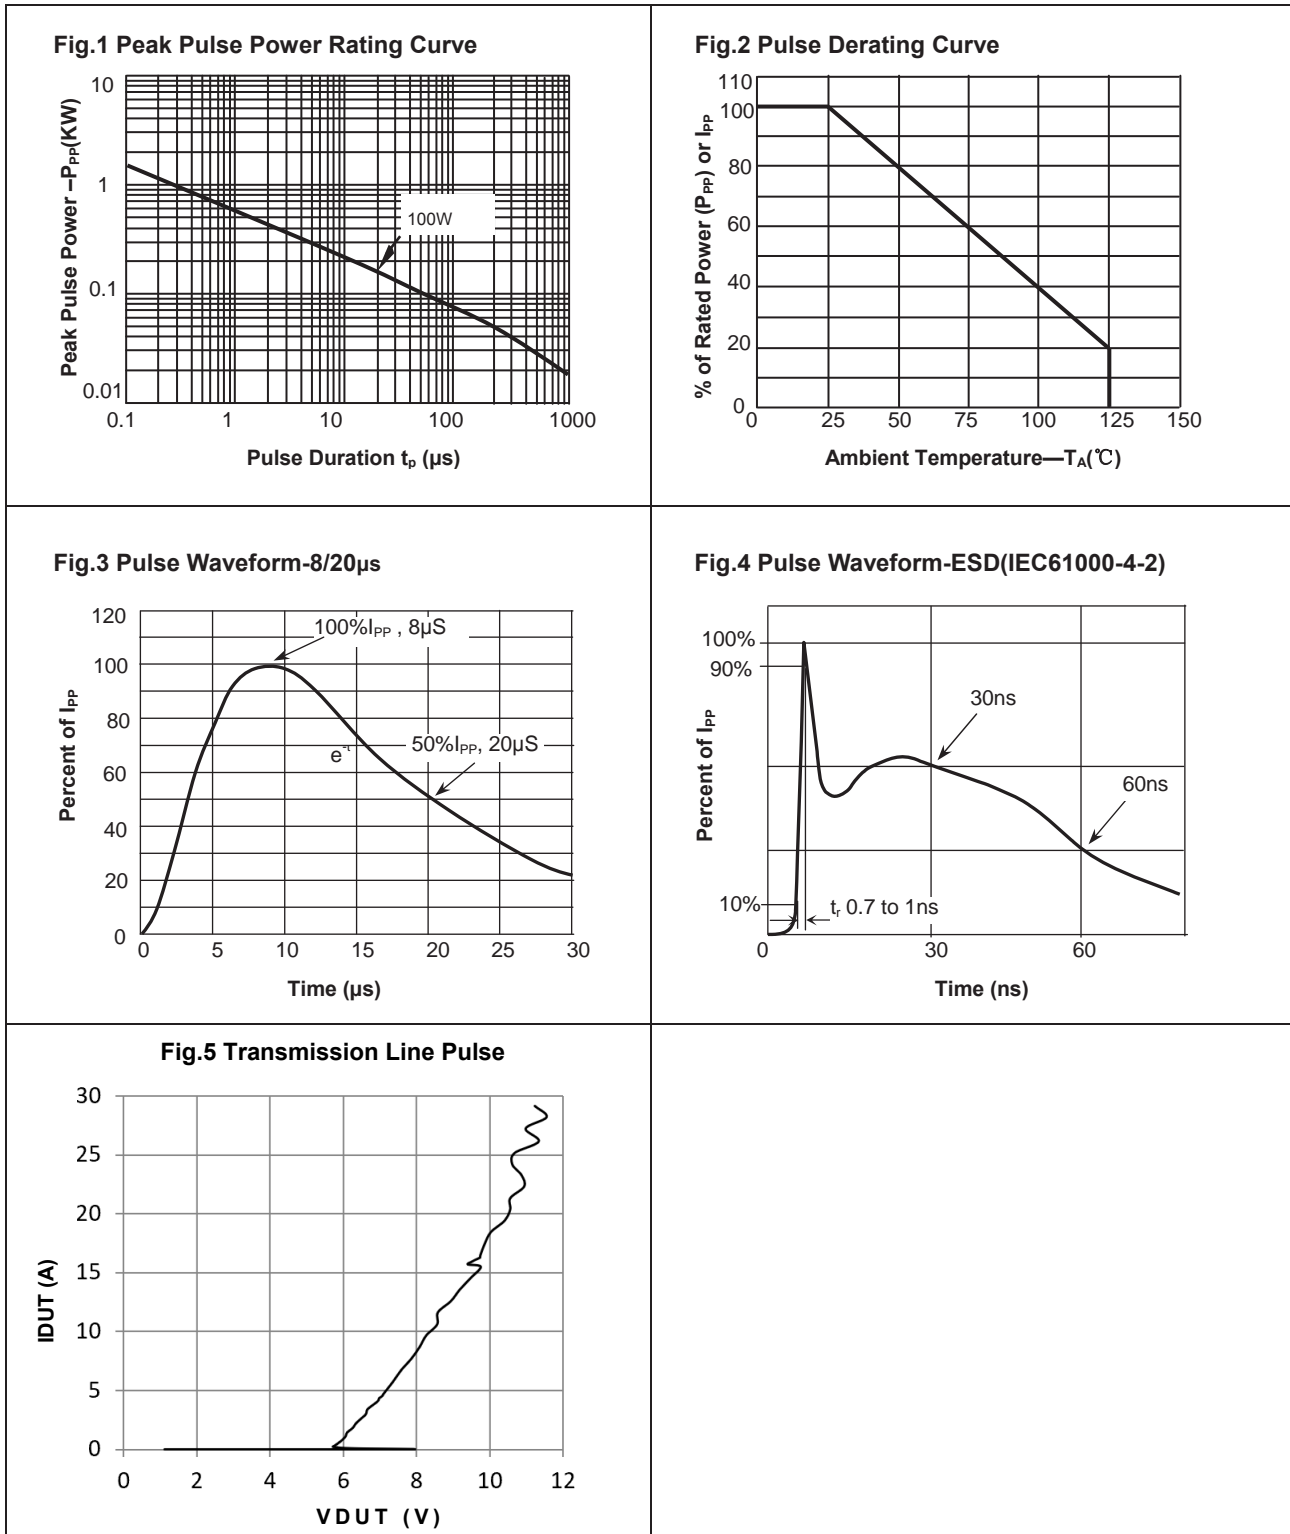 Fig.1 Peak Pulse Power Rating Curve
Peak Pulse Power –PPP(KW)
10
1
0.1
0.01
100W
0.1 1 10 100 1000
Pulse Duration tp (µs)
Fig.2 Pulse Derating Curve
% of Rated Power (PPP) or IPP
110
100
80
60
40
20
0
0 25 50 75 100 125 150
Ambient Temperature—TA(℃)
Fig.3 Pulse Waveform-8/20µs
Percent of IPP
120
100
80
60
40
20
0
100%IPP , 8µS
e-t
50%IPP, 20µS
0 5 10 15 20 25 30
Time (µs)
Fig.4 Pulse Waveform-ESD(IEC61000-4-2)
Percent of IPP
100%
90%
10%
30ns
60ns
tr 0.7 to 1ns
0 30 60
Time (ns)
Fig.5 Transmission Line Pulse
IDUT (A)
30
25
20
15
10
5
0
0 2 4 6 8 10 12
VDUT (V)